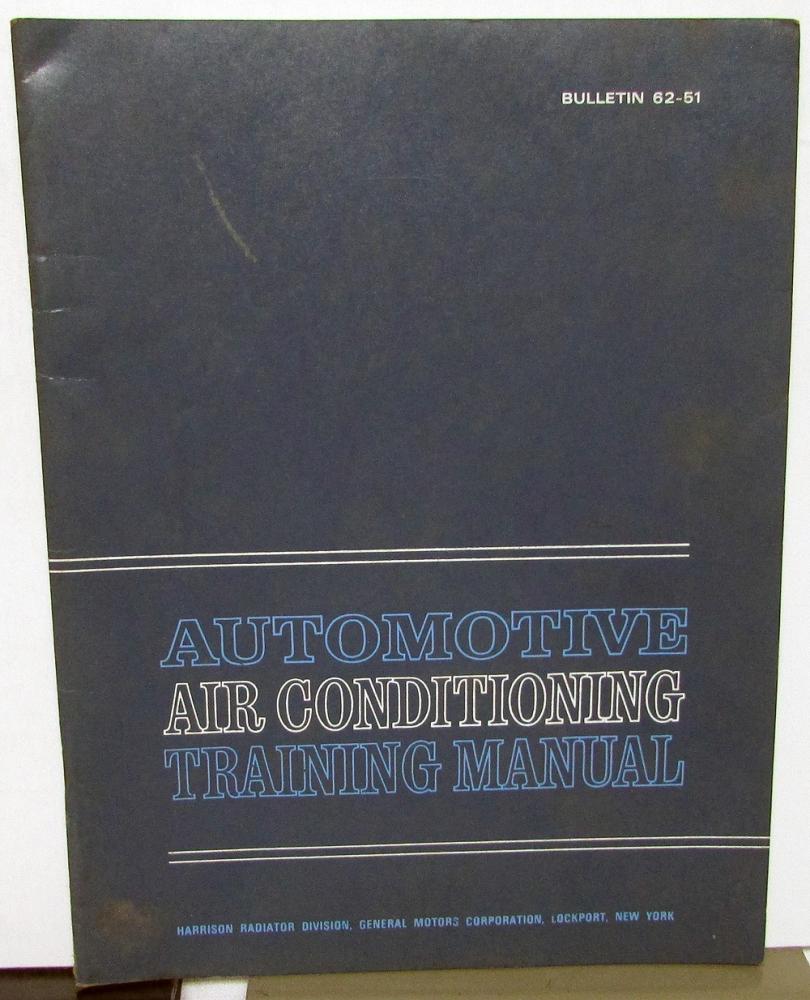 BULLETIN 62-51
AUTOMOTIVE
AIR CONDITIONING
TRAINING MANUAL
HARRISON RADIATOR DIVISION, GENERAL MOTORS CORPORATION, LOCKPORT, NEW YORK